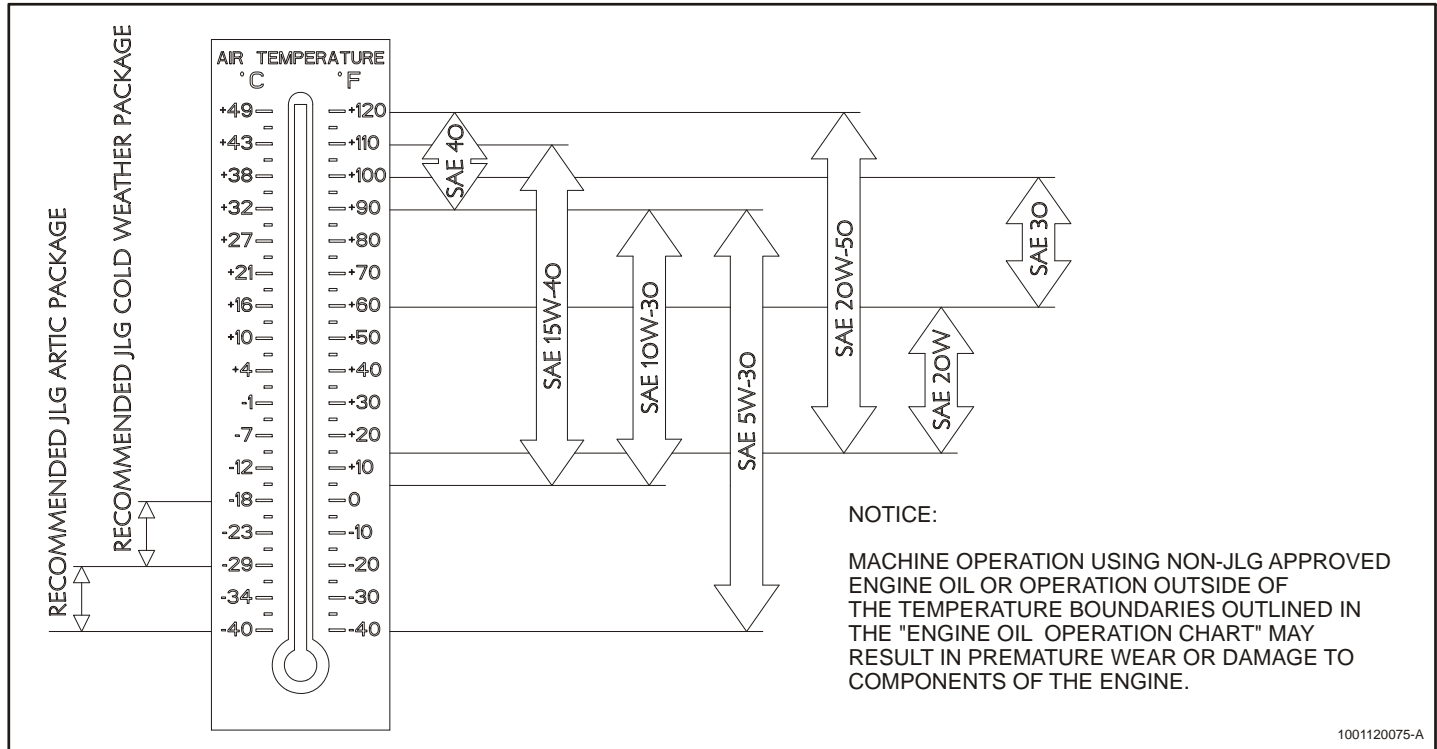 RECOMMENDED JLG ARTIC PACKAGE
RECOMMENDED JLG COLD WEATHER PACKAGE
AIR TEMPERATURE
°C °F
+49 +120
+43 +110
+38 +100
+32 +90
+27 +80
+21 +70
+16 +60
+10 +50
+4 +40
-1 +30
-7 +20
-12 +10
-18 0
-23 -10
-29 -20
-34 -30
-40 -40
SAE 40
SAE 15W-40
SAE 10W-30
SAE 5W-30
SAE 20W-50
SAE 20W
SAE 30
NOTICE:
MACHINE OPERATION USING NON-JLG APPROVED
ENGINE OIL OR OPERATION OUTSIDE OF
THE TEMPERATURE BOUNDARIES OUTLINED IN
THE "ENGINE OIL OPERATION CHART" MAY
RESULT IN PREMATURE WEAR OR DAMAGE TO
COMPONENTS OF THE ENGINE.
1001120075-A